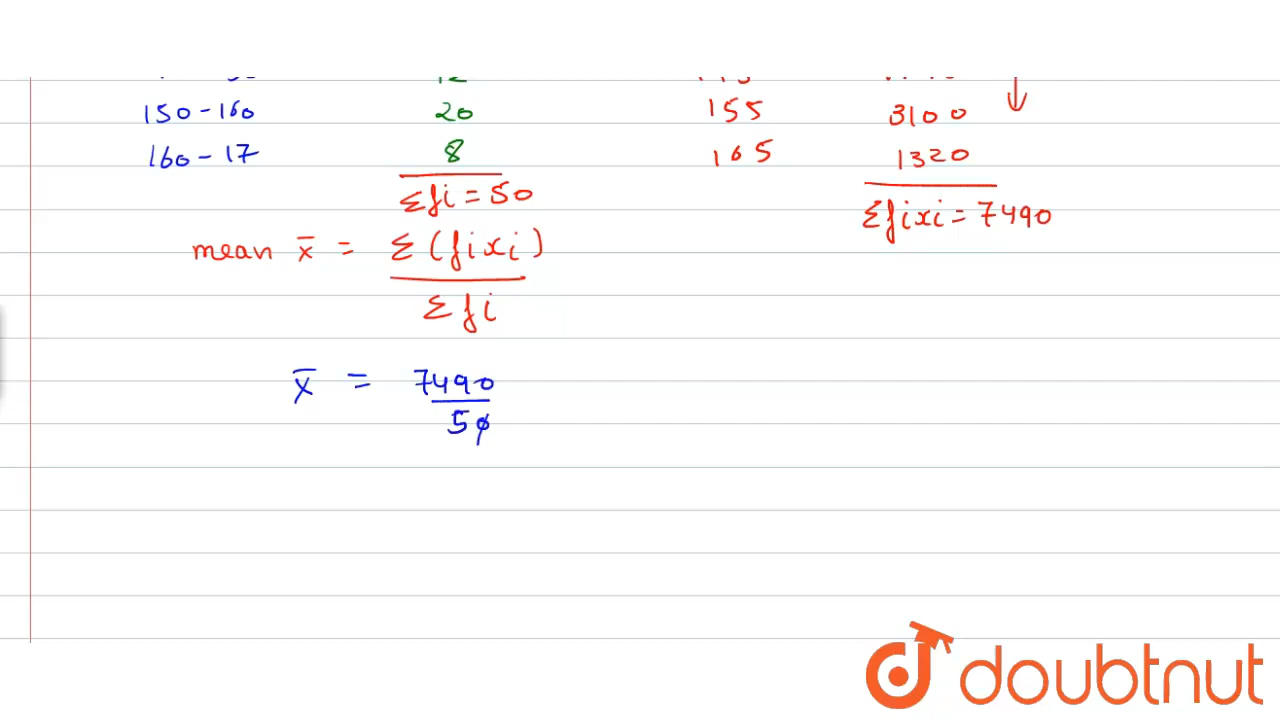 12
150-160 20 155 3100
160-17 8 165 1320
Σfi = 50
Σfixi = 7490
mean x̄ = Σ(fixi)
Σfi
x̄ = 7490
50
doubtnut